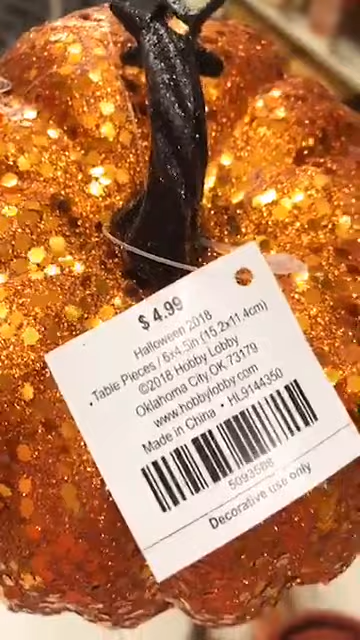 $4.99
Halloween 2018
• Table Pieces / 6x4.5in (15.2x11.4cm)
©2018 Hobby Lobby
Oklahoma City OK 73179
www.hobbylobby.com
Made in China • HL9144350
5093568
Decorative use only